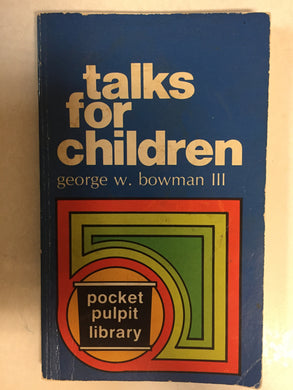 talks
for
children
george w. bowman III
pocket
pulpit
library